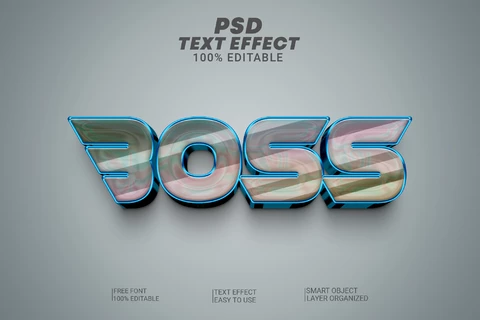 PSD
TEXT EFFECT
100% EDITABLE
BOSS
FREE FONT
100% EDITABLE
TEXT EFFECT
EASY TO USE
SMART OBJECT
LAYER ORGANIZED